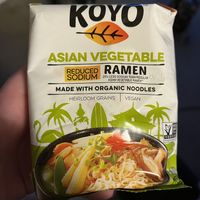 KOYO
ASIAN VEGETABLE
REDUCED
SODIUM
RAMEN
MADE WITH ORGANIC NOODLES
HEIRLOOM GRAINS | VEGAN